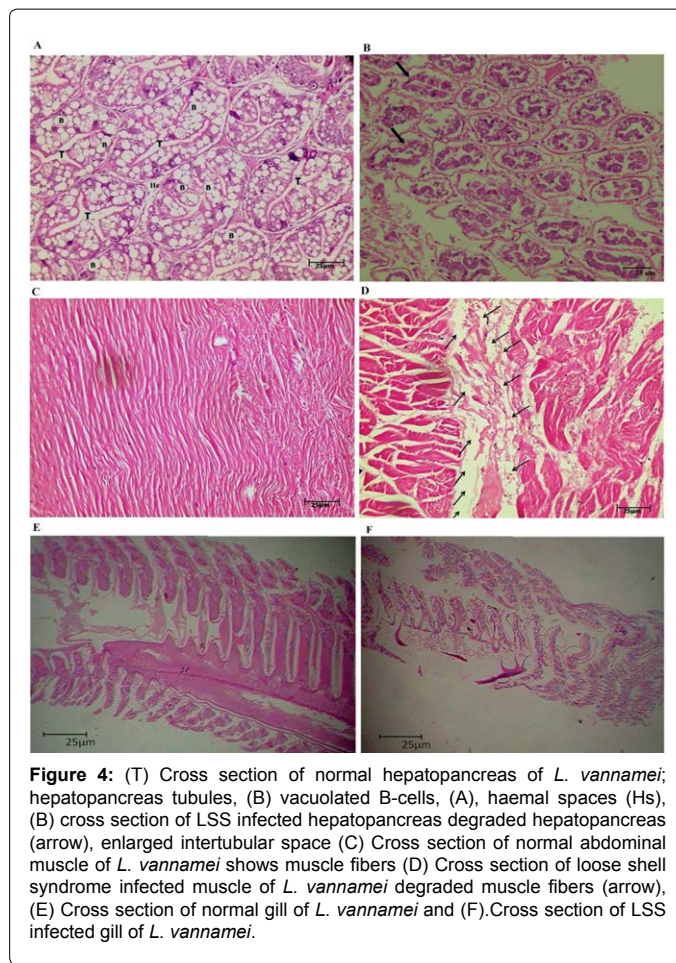 A
B
B
B
B
T
B
T
Hs
B
B
T
T
B
B
25µm
C
D
25µm
25µm
E
F
25µm
25µm
Figure 4: (T) Cross section of normal hepatopancreas of L. vannamei;
hepatopancreas tubules, (B) vacuolated B-cells, (A), haemal spaces (Hs),
(B) cross section of LSS infected hepatopancreas degraded hepatopancreas
(arrow), enlarged intertubular space (C) Cross section of normal abdominal
muscle of L. vannamei shows muscle fibers (D) Cross section of loose shell
syndrome infected muscle of L. vannamei degraded muscle fibers (arrow),
(E) Cross section of normal gill of L. vannamei and (F).Cross section of LSS
infected gill of L. vannamei.